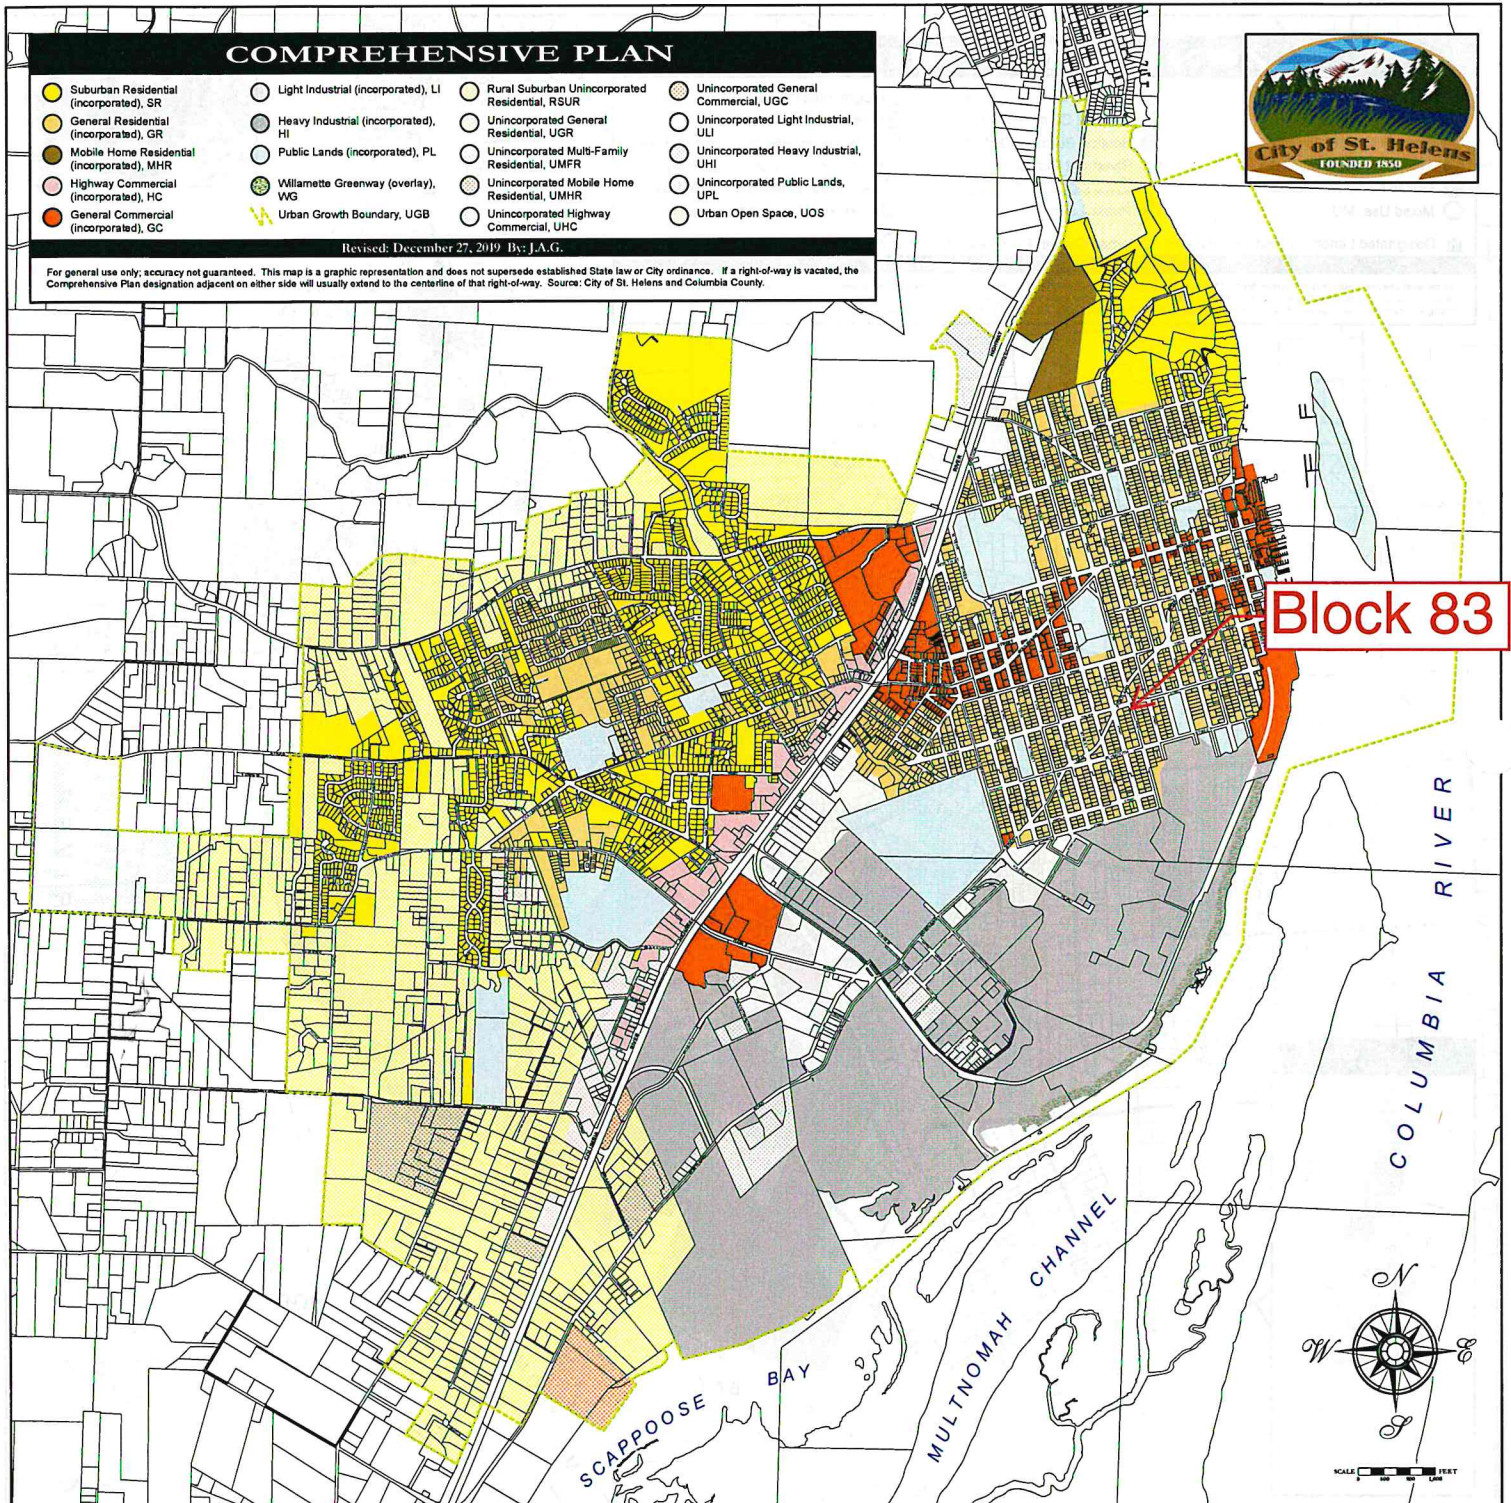 COMPREHENSIVE PLAN
Suburban Residential
(incorporated), SR
General Residential
(incorporated), GR
Mobile Home Residential
(incorporated), MHR
Highway Commercial
(incorporated), HC
General Commercial
(incorporated), GC
Light Industrial (incorporated), LI
Heavy Industrial (incorporated),
HI
Public Lands (incorporated), PL
Willamette Greenway (overlay),
WG
Urban Growth Boundary, UGB
Rural Suburban Unincorporated
Residential, RSUR
Unincorporated General
Residential, UGR
Unincorporated Multi-Family
Residential, UMFR
Unincorporated Mobile Home
Residential, UMHR
Unincorporated Highway
Commercial, UHC
Unincorporated General
Commercial, UGC
Unincorporated Light Industrial,
ULI
Unincorporated Heavy Industrial,
UHI
Unincorporated Public Lands,
UPL
Urban Open Space, UOS
Revised: December 27, 2019 By: J.A.G.
For general use only; accuracy not guaranteed. This map is a graphic representation and does not supersede established State law or City ordinance. If a right-of-way is vacated, the
Comprehensive Plan designation adjacent on either side will usually extend to the centerline of that right-of-way. Source: City of St. Helens and Columbia County.
City of St. Helens
FOUNDED 1850
Block 83
COLUMBIA RIVER
MULTNOMAH CHANNEL
SCAPPOOSE BAY
N
W
E
S
SCALE
FEET